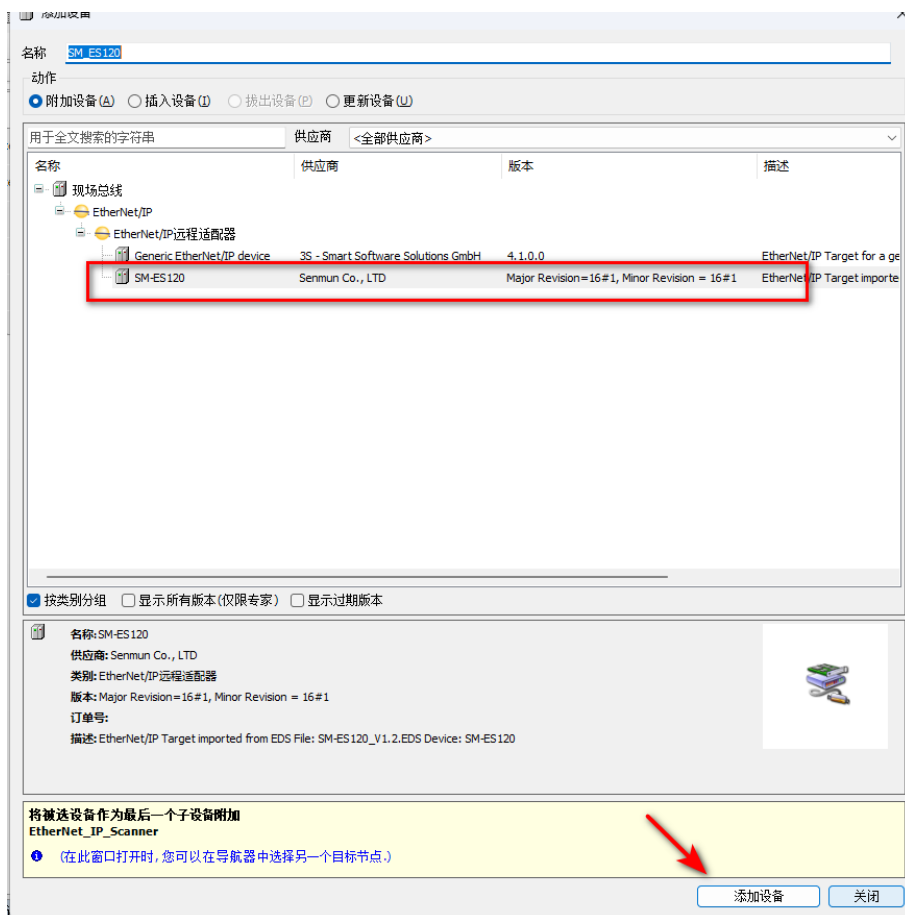 添加设备
名称 SM_ES120
动作
附加设备(A) 插入设备(I) 拔出设备(P) 更新设备(U)
用于全文搜索的字符串 供应商 <全部供应商>
名称 供应商 版本 描述
现场总线
EtherNet/IP
EtherNet/IP远程适配器
Generic EtherNet/IP device 3S - Smart Software Solutions GmbH 4.1.0.0 EtherNet/IP Target for a ge
SM-ES120 Senmun Co., LTD Major Revision=16#1, Minor Revision = 16#1 EtherNet/IP Target importe
按类别分组 显示所有版本(仅限专家) 显示过期版本
名称: SM-ES120
供应商: Senmun Co., LTD
类别: EtherNet/IP远程适配器
版本: Major Revision=16#1, Minor Revision = 16#1
订单号:
描述: EtherNet/IP Target imported from EDS File: SM-ES120_V1.2.EDS Device: SM-ES120
将被选设备作为最后一个子设备附加
EtherNet_IP_Scanner
(在此窗口打开时, 您可以在导航器中选择另一个目标节点.)
添加设备 关闭